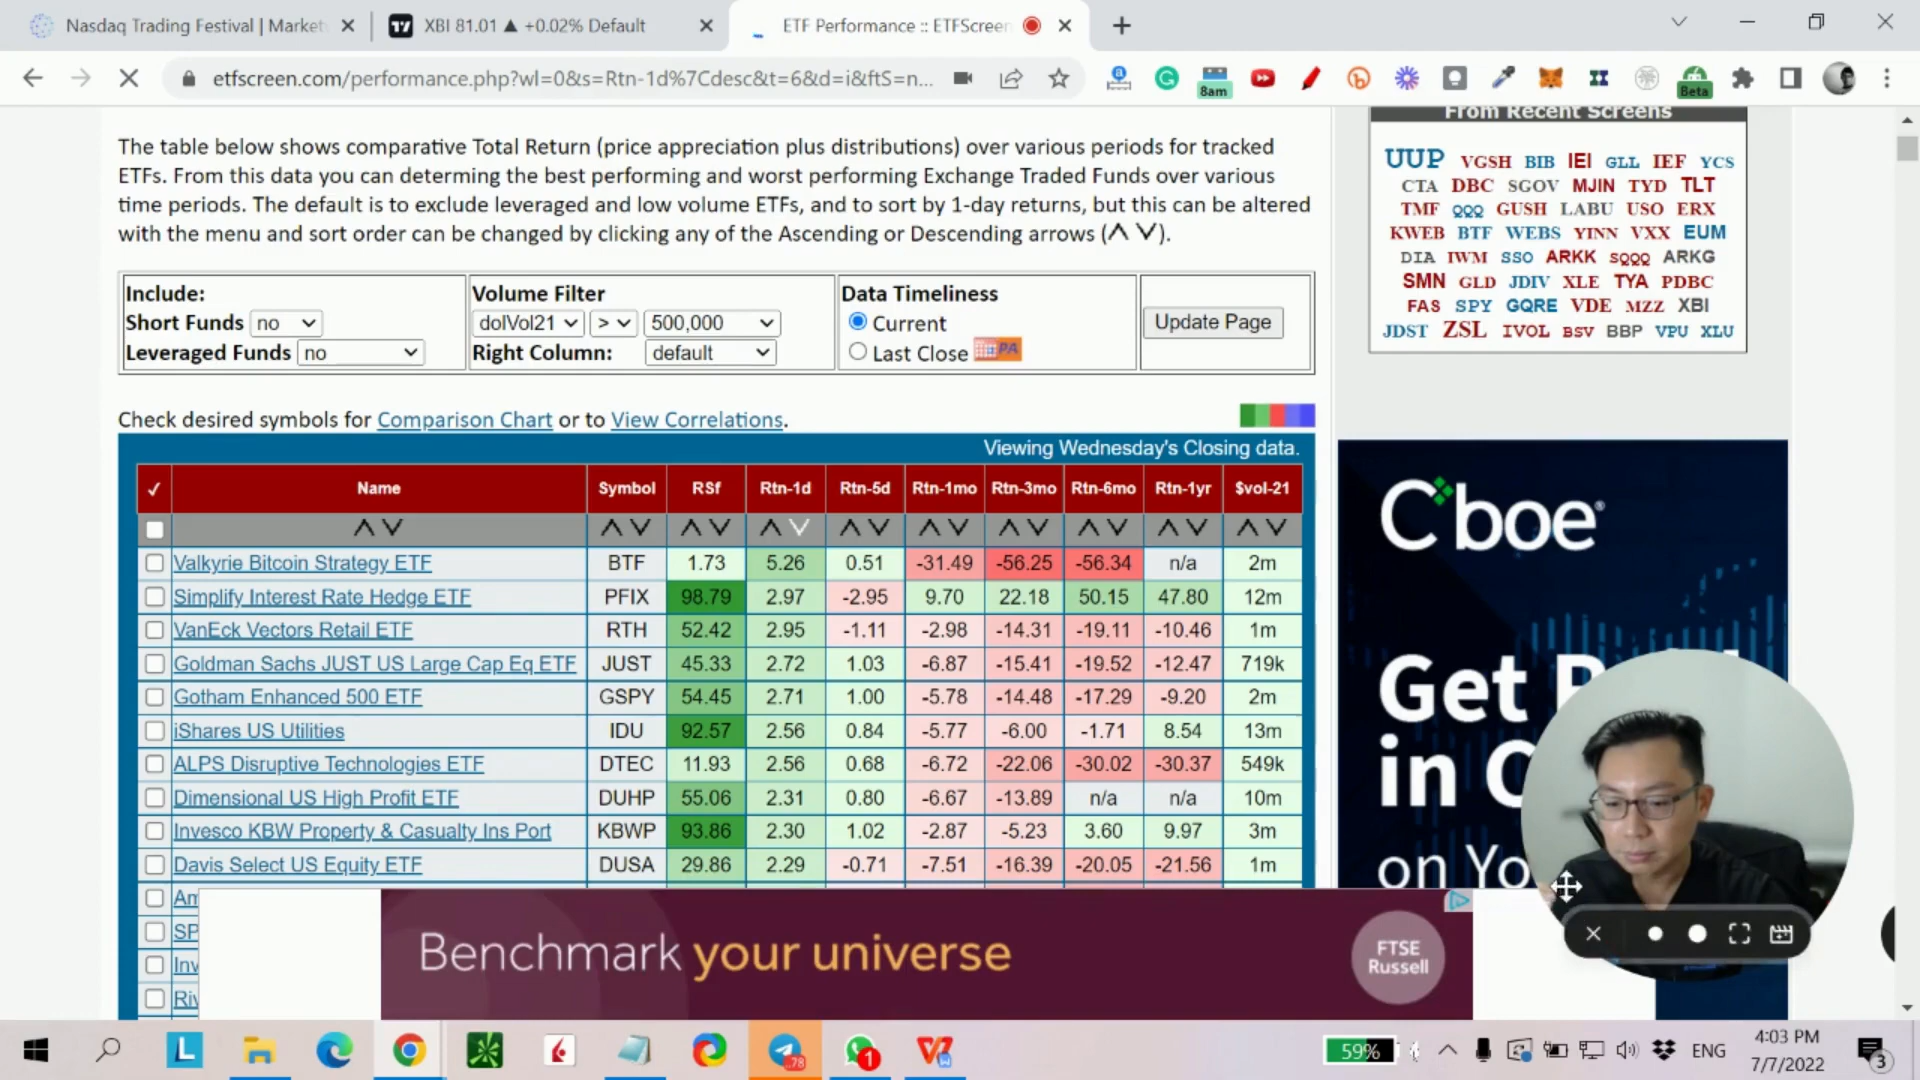 Nasdaq Trading Festival | Market
XBI 81.01 ▲ +0.02% Default
ETF Performance :: ETFScreen
etfscreen.com/performance.php?wl=0&s=Rtn-1d%7Cdesc&t=6&d=i&ftS=n...
8am
Beta
The table below shows comparative Total Return (price appreciation plus distributions) over various periods for tracked
ETFs. From this data you can determing the best performing and worst performing Exchange Traded Funds over various
time periods. The default is to exclude leveraged and low volume ETFs, and to sort by 1-day returns, but this can be altered
with the menu and sort order can be changed by clicking any of the Ascending or Descending arrows (∧ ∨).
Include:
Short Funds no
Leveraged Funds no
Volume Filter
dolVol21 > 500,000
Right Column: default
Data Timeliness
Current
Last Close PA
Update Page
Check desired symbols for Comparison Chart or to View Correlations.
Viewing Wednesday's Closing data.
✓ Name Symbol RSf Rtn-1d Rtn-5d Rtn-1mo Rtn-3mo Rtn-6mo Rtn-1yr $vol-21
Valkyrie Bitcoin Strategy ETF BTF 1.73 5.26 0.51 -31.49 -56.25 -56.34 n/a 2m
Simplify Interest Rate Hedge ETF PFIX 98.79 2.97 -2.95 9.70 22.18 50.15 47.80 12m
VanEck Vectors Retail ETF RTH 52.42 2.95 -1.11 -2.98 -14.31 -19.11 -10.46 1m
Goldman Sachs JUST US Large Cap Eq ETF JUST 45.33 2.72 1.03 -6.87 -15.41 -19.52 -12.47 719k
Gotham Enhanced 500 ETF GSPY 54.45 2.71 1.00 -5.78 -14.48 -17.29 -9.20 2m
iShares US Utilities IDU 92.57 2.56 0.84 -5.77 -6.00 -1.71 8.54 13m
ALPS Disruptive Technologies ETF DTEC 11.93 2.56 0.68 -6.72 -22.06 -30.02 -30.37 549k
Dimensional US High Profit ETF DUHP 55.06 2.31 0.80 -6.67 -13.89 n/a n/a 10m
Invesco KBW Property & Casualty Ins Port KBWP 93.86 2.30 1.02 -2.87 -5.23 3.60 9.97 3m
Davis Select US Equity ETF DUSA 29.86 2.29 -0.71 -7.51 -16.39 -20.05 -21.56 1m
Am
SP
Inv
Riv
Benchmark your universe
FTSE
Russell
From Recent Screens
UUP VGSH BIB IEI GLL IEF YCS
CTA DBC SGOV MJIN TYD TLT
TMF QQQ GUSH LABU USO ERX
KWEB BTF WEBS YINN VXX EUM
DIA IWM SSO ARKK SQQQ ARKG
SMN GLD JDIV XLE TYA PDBC
FAS SPY GQRE VDE MZZ XBI
JDST ZSL IVOL BSV BBP VPU XLU
Cboe
Get
in
on Yo
78
1
59%
ENG
4:03 PM
7/7/2022
3